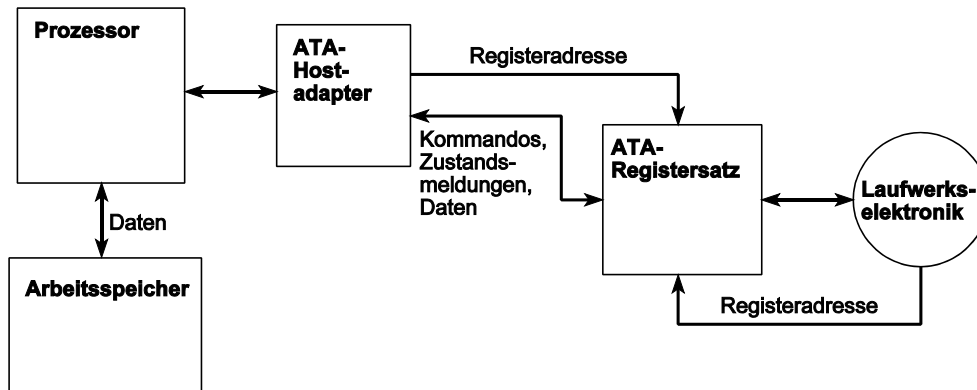 Prozessor
ATA-
Host-
adapter
Registeradresse
Kommandos,
Zustands-
meldungen,
Daten
ATA-
Registersatz
Laufwerks-
elektronik
Daten
Arbeitsspeicher
Registeradresse